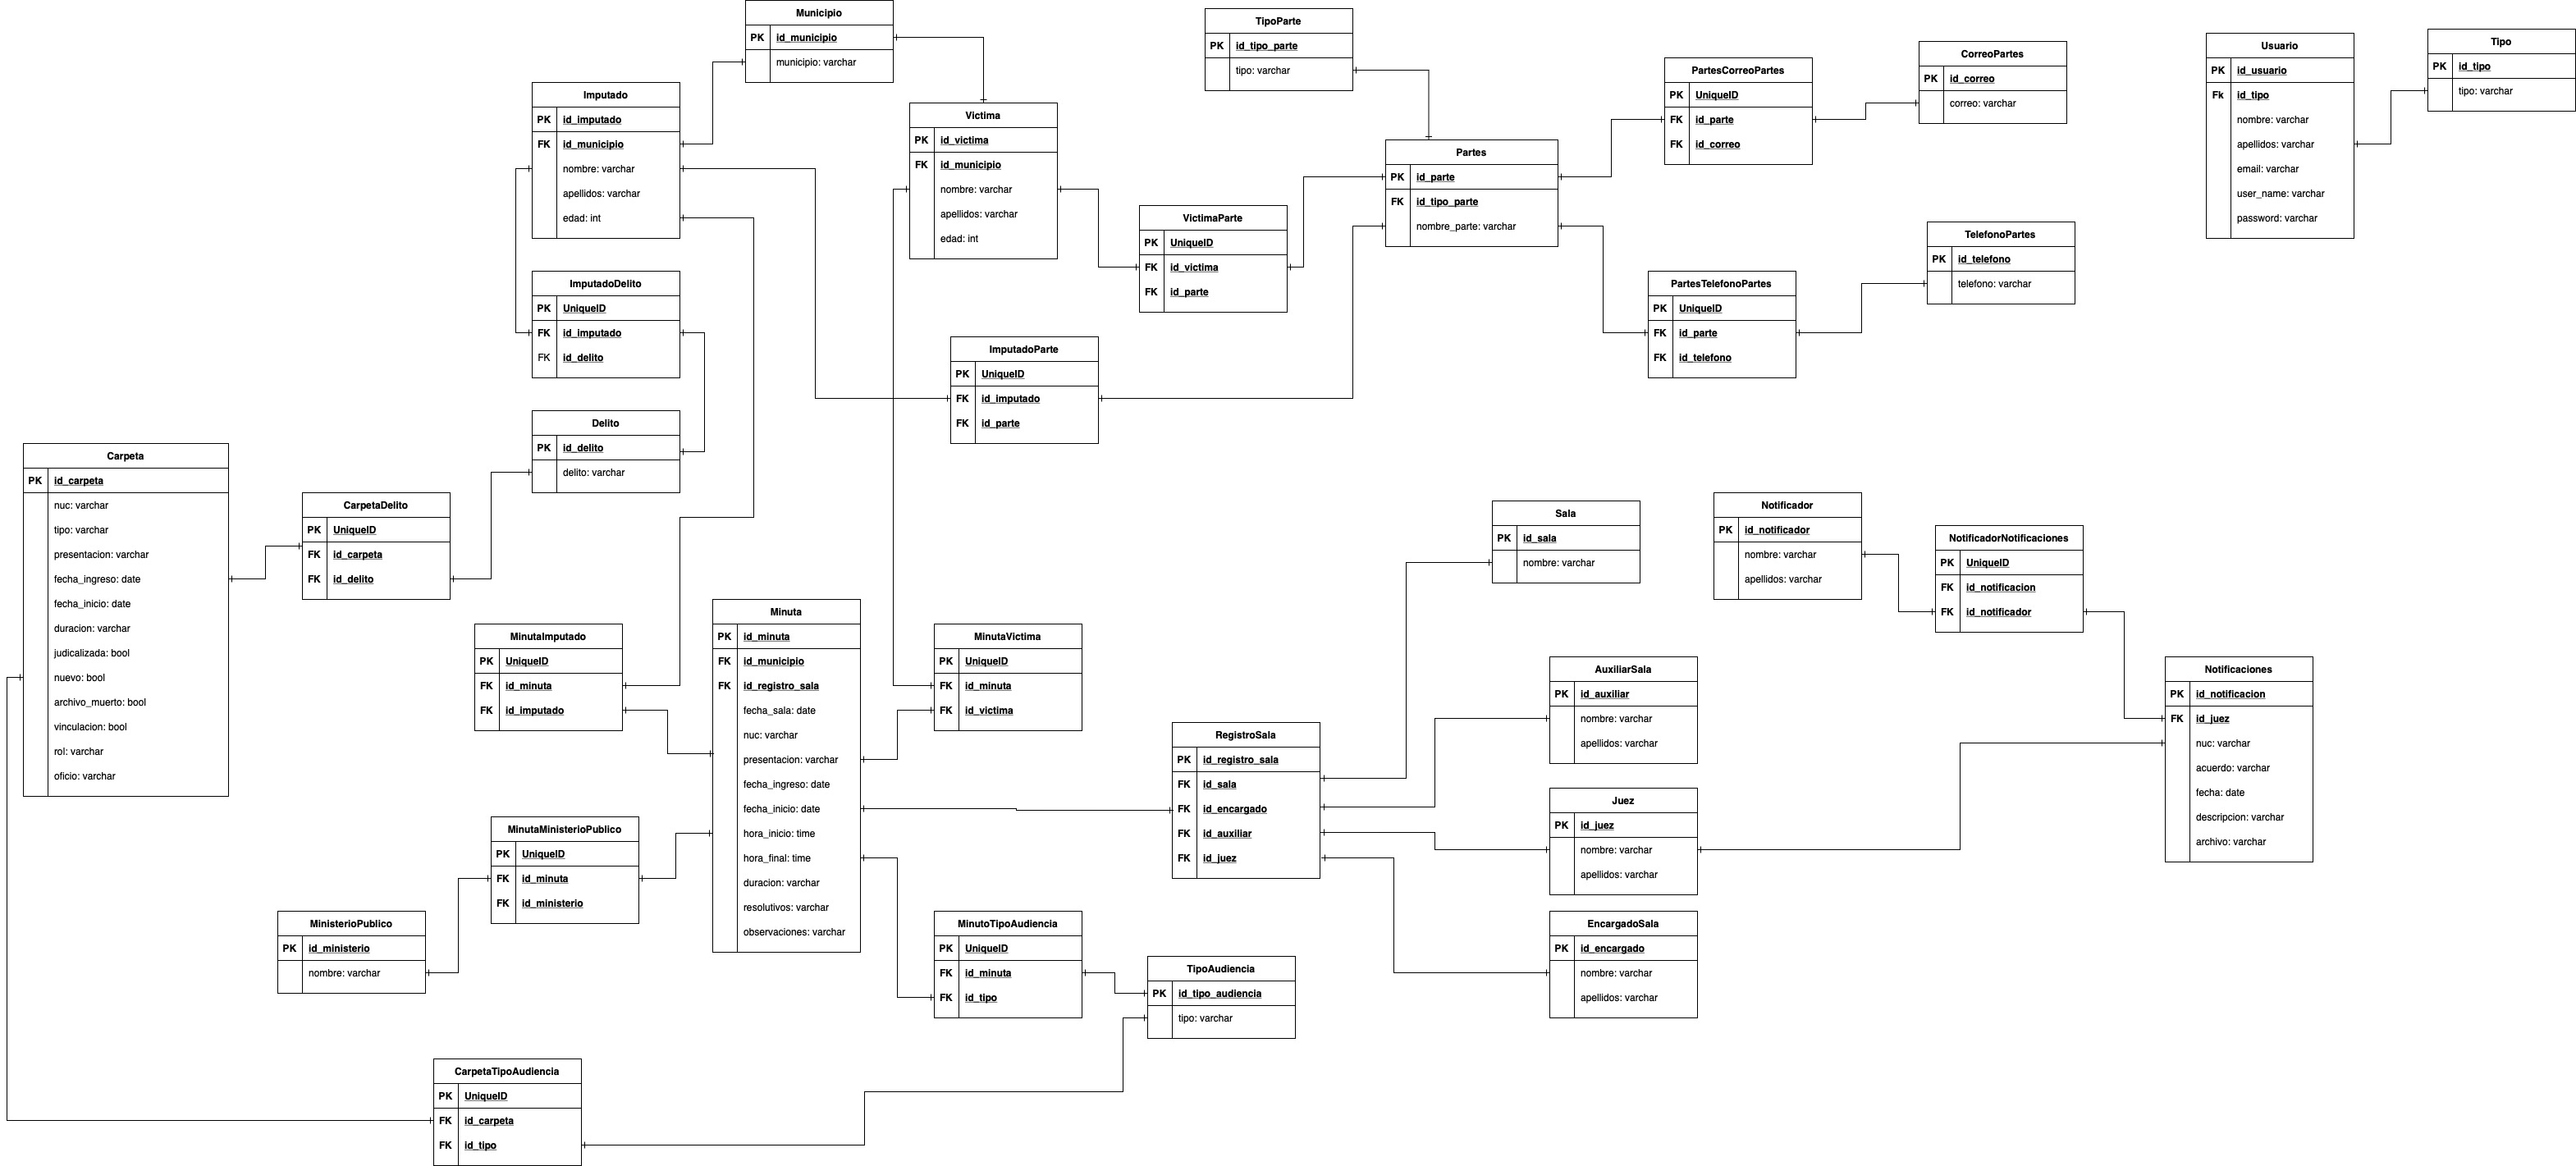 Municipio
PK id_municipio
municipio: varchar
TipoParte
PK id_tipo_parte
tipo: varchar
Tipo
PK id_tipo
tipo: varchar
Usuario
PK id_usuario
Fk id_tipo
nombre: varchar
apellidos: varchar
email: varchar
user_name: varchar
password: varchar
CorreoPartes
PK id_correo
correo: varchar
PartesCorreoPartes
PK UniqueID
FK id_parte
FK id_correo
Imputado
PK id_imputado
FK id_municipio
nombre: varchar
apellidos: varchar
edad: int
Victima
PK id_victima
FK id_municipio
nombre: varchar
apellidos: varchar
edad: int
Partes
PK id_parte
FK id_tipo_parte
nombre_parte: varchar
VictimaParte
PK UniqueID
FK id_victima
FK id_parte
TelefonoPartes
PK id_telefono
telefono: varchar
PartesTelefonoPartes
PK UniqueID
FK id_parte
FK id_telefono
ImputadoDelito
PK UniqueID
FK id_imputado
FK id_delito
ImputadoParte
PK UniqueID
FK id_imputado
FK id_parte
Delito
PK id_delito
delito: varchar
Carpeta
PK id_carpeta
nuc: varchar
tipo: varchar
presentacion: varchar
fecha_ingreso: date
fecha_inicio: date
duracion: varchar
judicalizada: bool
nuevo: bool
archivo_muerto: bool
vinculacion: bool
rol: varchar
oficio: varchar
CarpetaDelito
PK UniqueID
FK id_carpeta
FK id_delito
Sala
PK id_sala
nombre: varchar
Notificador
PK id_notificador
nombre: varchar
apellidos: varchar
NotificadorNotificaciones
PK UniqueID
FK id_notificacion
FK id_notificador
MinutaImputado
PK UniqueID
FK id_minuta
FK id_imputado
Minuta
PK id_minuta
FK id_municipio
FK id_registro_sala
fecha_sala: date
nuc: varchar
presentacion: varchar
fecha_ingreso: date
fecha_inicio: date
hora_inicio: time
hora_final: time
duracion: varchar
resolutivos: varchar
observaciones: varchar
MinutaVictima
PK UniqueID
FK id_minuta
FK id_victima
AuxiliarSala
PK id_auxiliar
nombre: varchar
apellidos: varchar
Notificaciones
PK id_notificacion
FK id_juez
nuc: varchar
acuerdo: varchar
fecha: date
descripcion: varchar
archivo: varchar
RegistroSala
PK id_registro_sala
FK id_sala
FK id_encargado
FK id_auxiliar
FK id_juez
Juez
PK id_juez
nombre: varchar
apellidos: varchar
MinutaMinisterioPublico
PK UniqueID
FK id_minuta
FK id_ministerio
MinisterioPublico
PK id_ministerio
nombre: varchar
MinutoTipoAudiencia
PK UniqueID
FK id_minuta
FK id_tipo
EncargadoSala
PK id_encargado
nombre: varchar
apellidos: varchar
TipoAudiencia
PK id_tipo_audiencia
tipo: varchar
CarpetaTipoAudiencia
PK UniqueID
FK id_carpeta
FK id_tipo